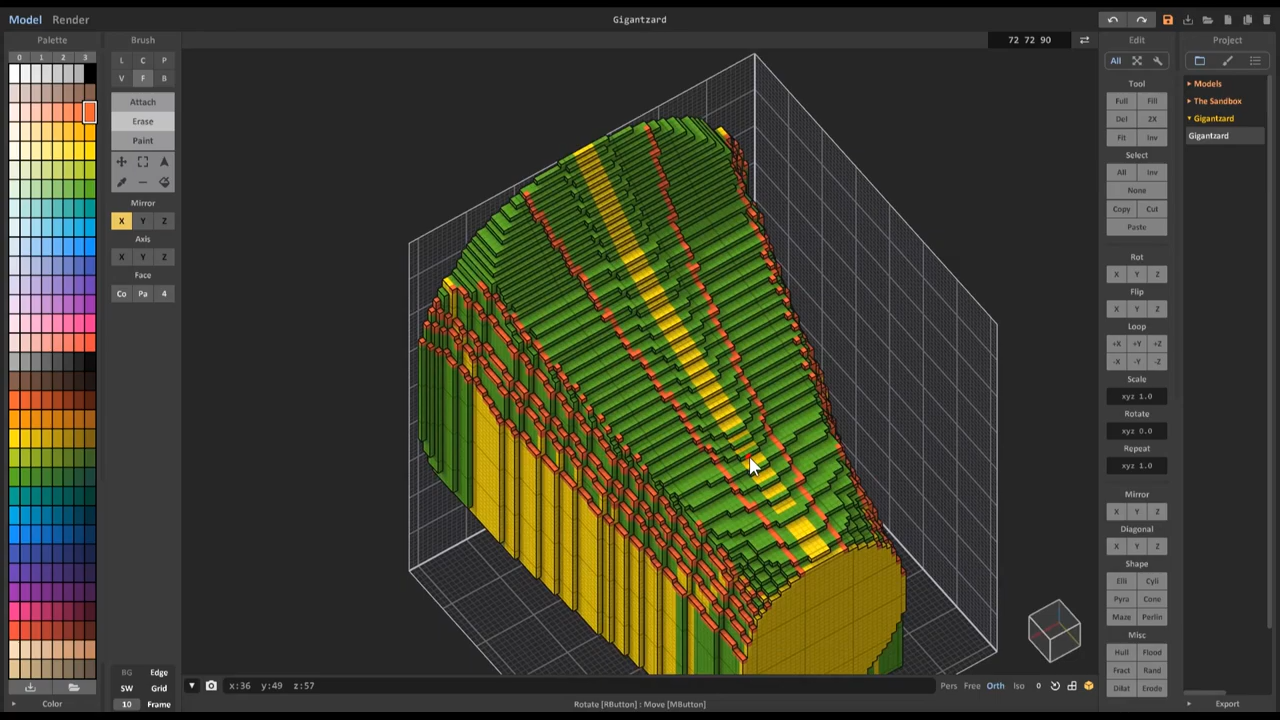 Model Render
Gigantzard
Palette
0 1 2 3
Color
Brush
L C P
V F B
Attach
Erase
Paint
Mirror
X Y Z
Axis
X Y Z
Face
Co Pa 4
BG Edge
SW Grid
10 Frame
72 72 90
x:36 y:49 z:57
Pers Free Orth Iso 0
Rotate [RButton] : Move [MButton]
Edit
All
Tool
Full Fill
Del 2X
Fit Inv
Select
All Inv
None
Copy Cut
Paste
Rot
X Y Z
Flip
X Y Z
Loop
+X +Y +Z
-X -Y -Z
Scale
xyz 1.0
Rotate
xyz 0.0
Repeat
xyz 1.0
Mirror
X Y Z
Diagonal
X Y Z
Shape
Elli Cyli
Pyra Cone
Maze Perlin
Misc
Hull Flood
Fract Rand
Dilat Erode
Project
Models
The Sandbox
Gigantzard
Gigantzard
Export